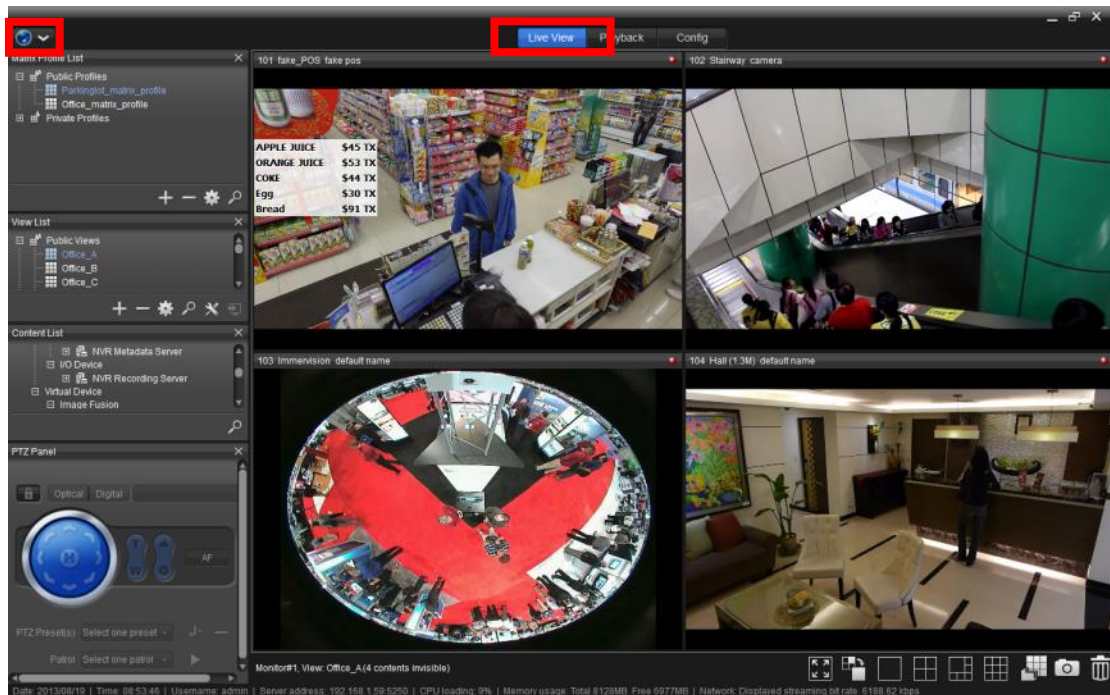 Live View Playback Config
Matrix Profile List
Public Profiles
Parkinglot_matrix_profile
Office_matrix_profile
Private Profiles
View List
Public Views
Office_A
Office_B
Office_C
Content List
NVR Metadata Server
I/O Device
NVR Recording Server
Virtual Device
Image Fusion
PTZ Panel
Optical Digital
AF
PTZ Preset(s) Select one preset
Patrol Select one patrol
101 fake_POS fake pos
APPLE JUICE $45 TX
ORANGE JUICE $53 TX
COKE $44 TX
Egg $30 TX
Bread $91 TX
102 Stairway camera
103 Immervision default name
104 Hall (1.3M) default name
Monitor#1, View: Office_A(4 contents invisible)
Date: 2013/08/19 | Time: 08:53:46 | Username: admin | Server address: 192.168.1.59:5250 | CPU loading: 9% | Memory usage: Total 8128MB Free 6977MB | Network: Displayed streaming bit rate 6188.62 kbps